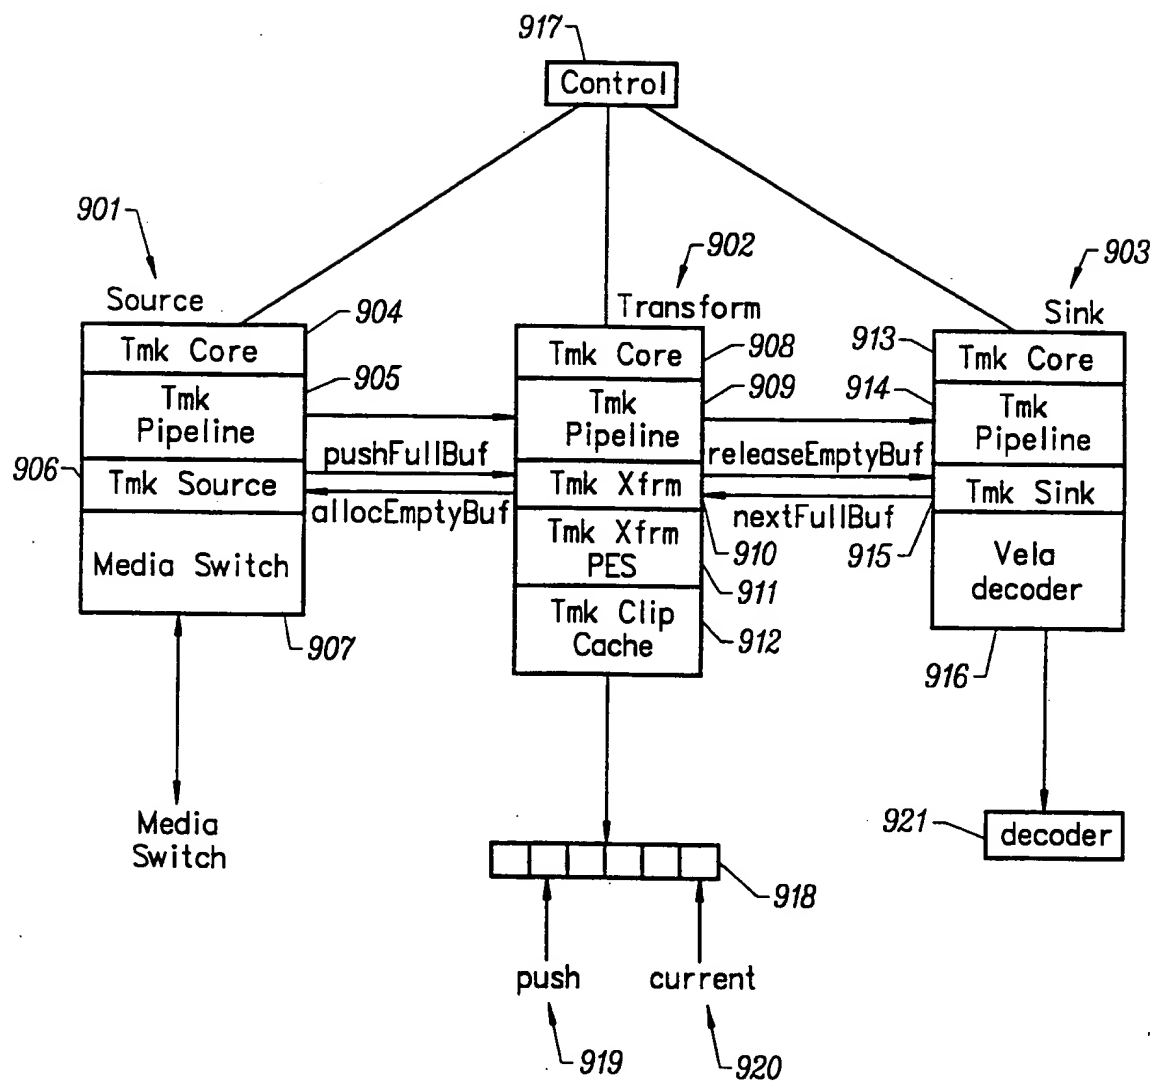 917
Control
901
Source
902
Transform
903
Sink
904
Tmk Core
905
Tmk
Pipeline
906
Tmk Source
Media Switch
907
pushFullBuf
allocEmptyBuf
908
Tmk Core
909
Tmk
Pipeline
Tmk Xfrm
910
Tmk Xfrm
PES
911
Tmk Clip
Cache
912
releaseEmptyBuf
nextFullBuf
913
Tmk Core
914
Tmk
Pipeline
Tmk Sink
915
Vela
decoder
916
Media
Switch
921
decoder
918
push
current
919
920